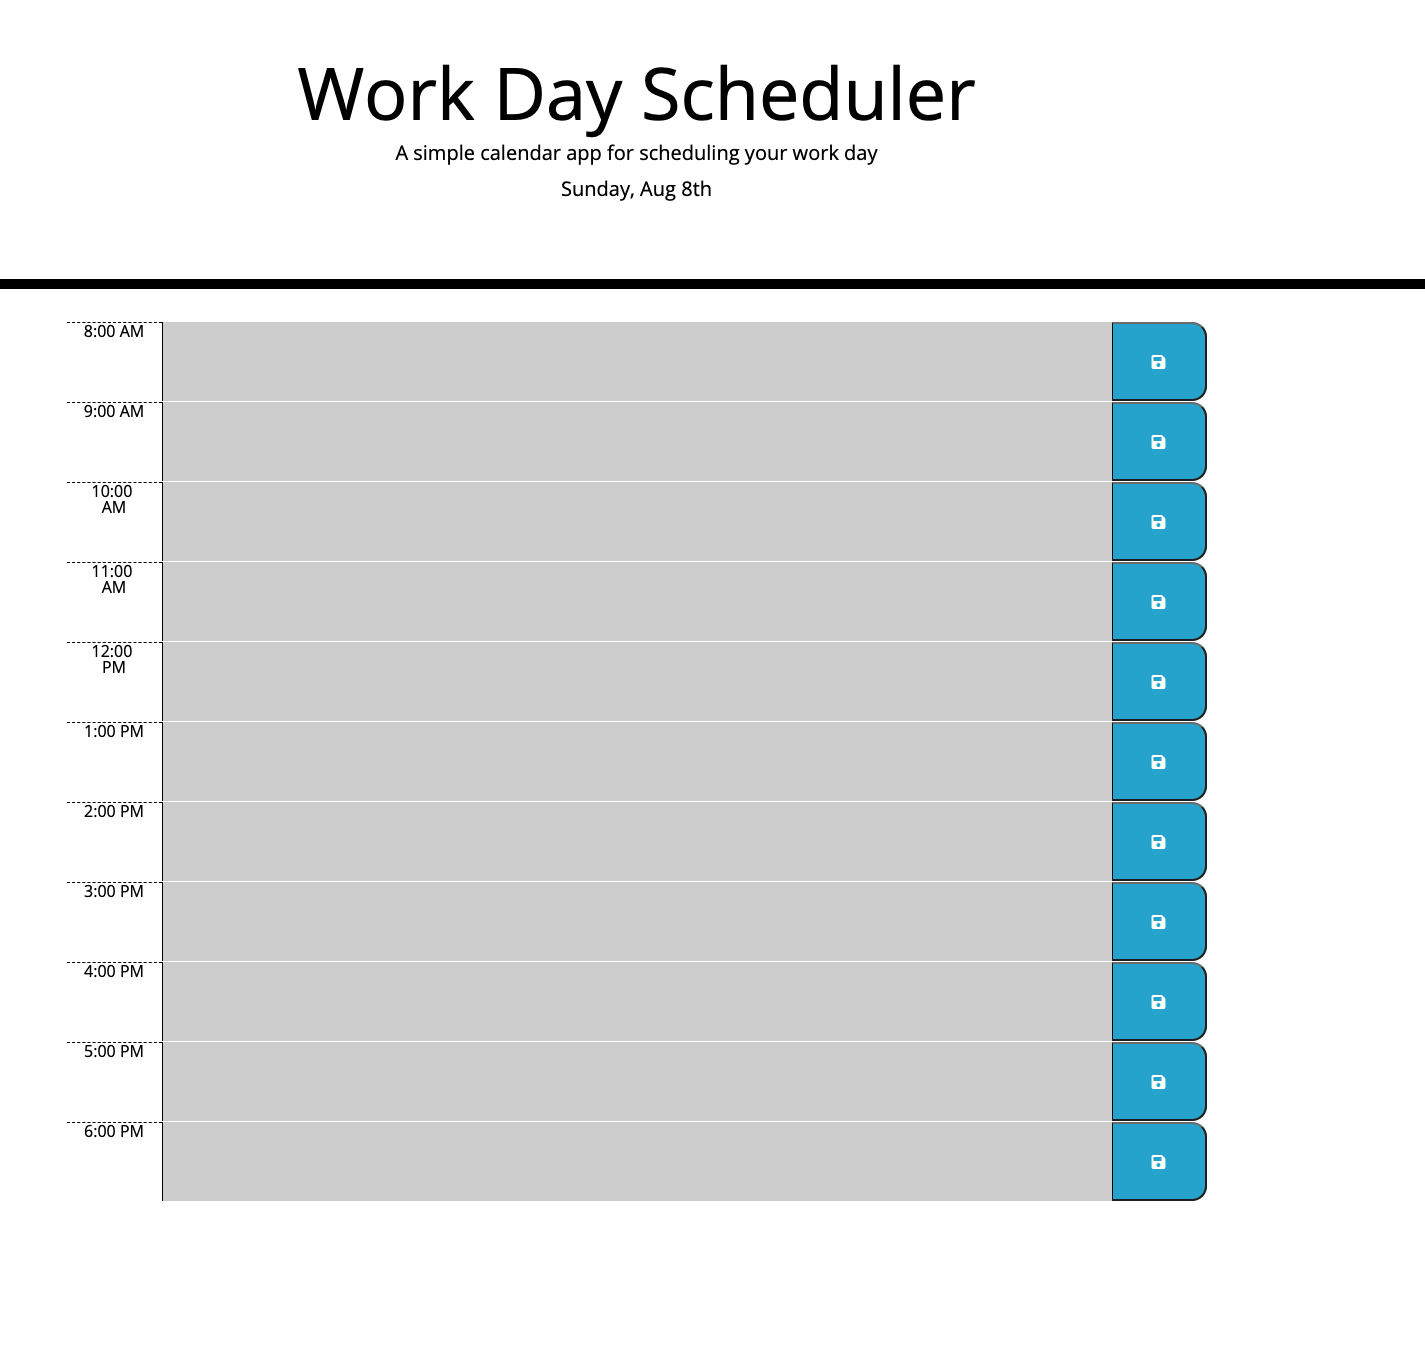 Work Day Scheduler
A simple calendar app for scheduling your work day
Sunday, Aug 8th
8:00 AM
9:00 AM
10:00
AM
11:00
AM
12:00
PM
1:00 PM
2:00 PM
3:00 PM
4:00 PM
5:00 PM
6:00 PM